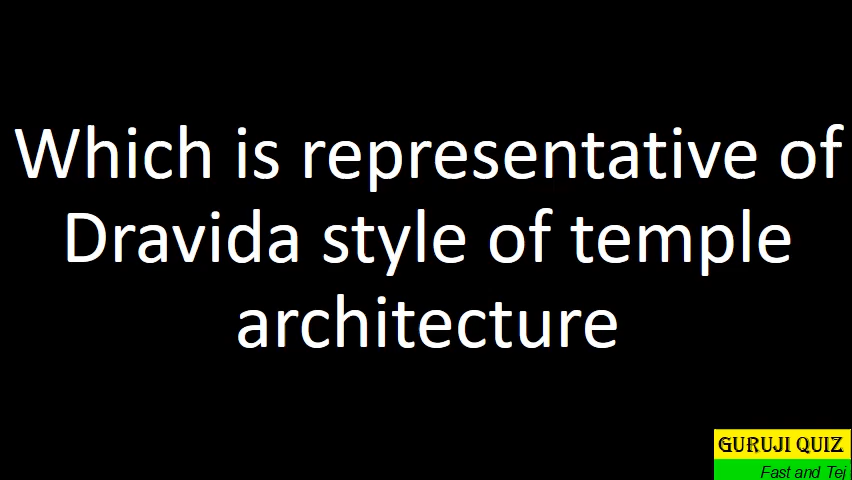 Which is representative of
Dravida style of temple
architecture
GURUJI QUIZ
Fast and Tej